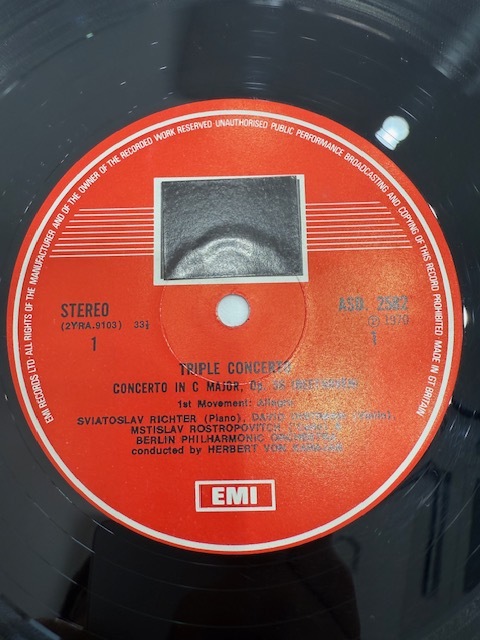 EMI RECORDS LTD. ALL RIGHTS OF THE MANUFACTURER AND OF THE OWNER OF THE RECORDED WORK RESERVED UNAUTHORISED PUBLIC PERFORMANCE BROADCASTING AND COPYING OF THIS RECORD PROHIBITED. MADE IN GT BRITAIN.
STEREO
(2YRA.9103) 33⅓
1
ASD. 2582
Ⓟ 1970
1
TRIPLE CONCERTO
CONCERTO IN C MAJOR, Op.
1st Movement: Allegro
SVIATOSLAV RICHTER (Piano), DAVID
MSTISLAV ROSTROPOVITCH
BERLIN PHILHARMONIC ORCHESTRA
conducted by HERBERT VON KARAJAN
EMI